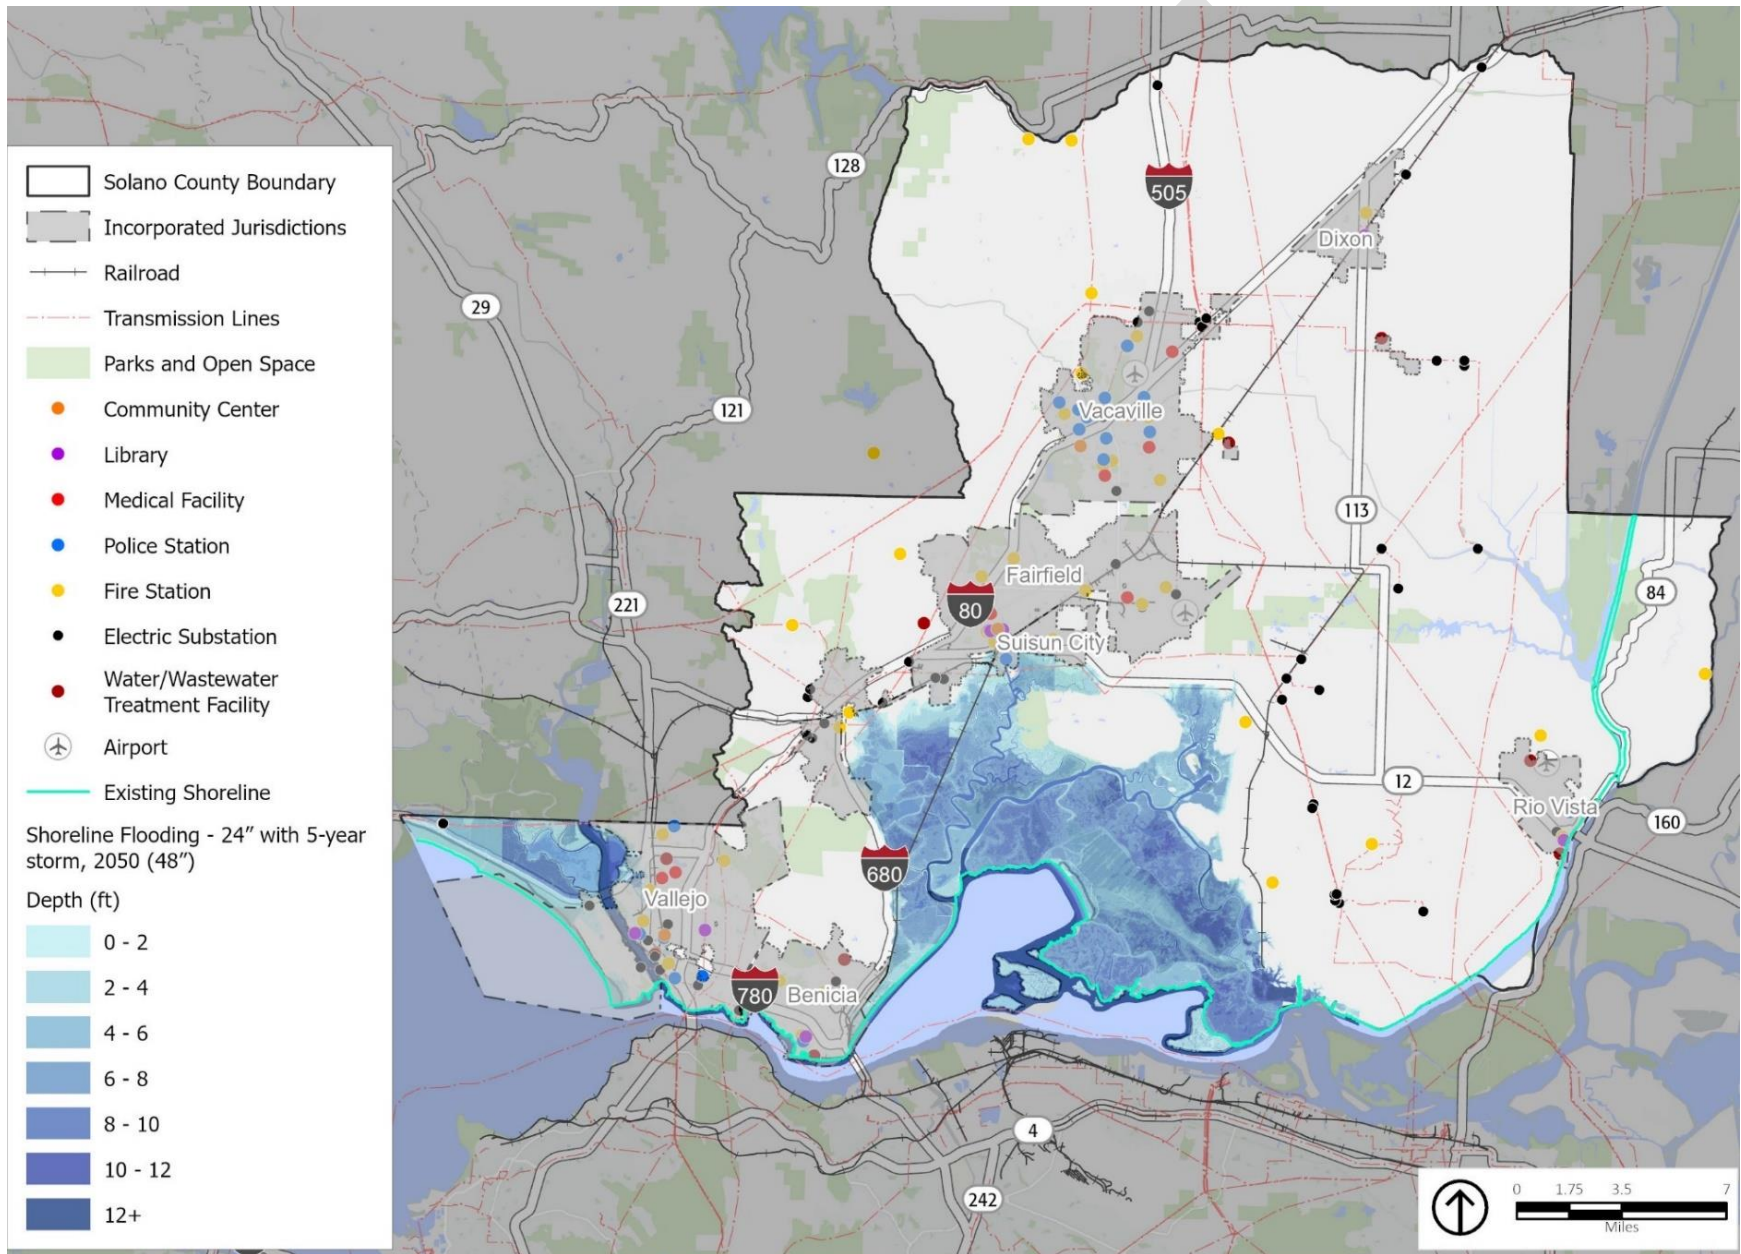 Solano County Boundary
Incorporated Jurisdictions
Railroad
Transmission Lines
Parks and Open Space
Community Center
Library
Medical Facility
Police Station
Fire Station
Electric Substation
Water/Wastewater
Treatment Facility
Airport
Existing Shoreline
Shoreline Flooding - 24” with 5-year
storm, 2050 (48”)
Depth (ft)
0 - 2
2 - 4
4 - 6
6 - 8
8 - 10
10 - 12
12+
128
505
Dixon
29
121
Vacaville
113
221
Fairfield
80
84
Suisun City
12
Rio Vista
160
680
Vallejo
780
Benicia
4
242
0 1.75 3.5 7
Miles